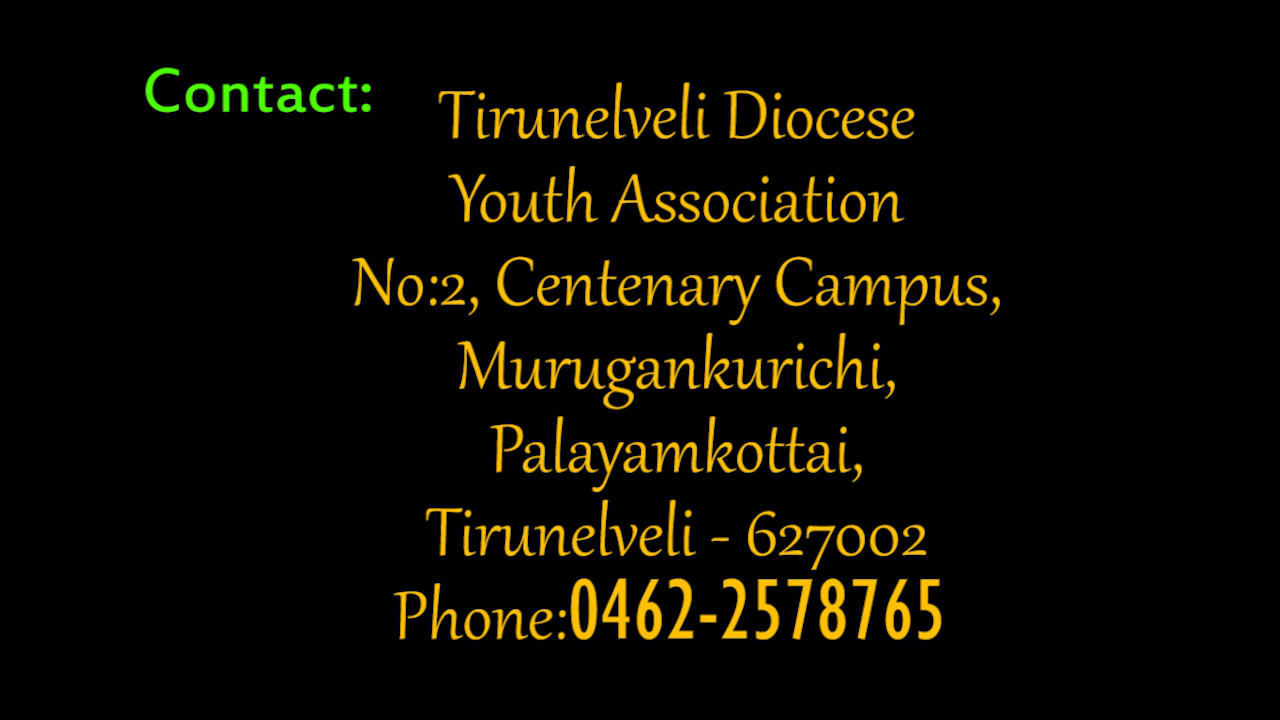 Contact:
Tirunelveli Diocese
Youth Association
No:2, Centenary Campus,
Murugankurichi,
Palayamkottai,
Tirunelveli - 627002
Phone:0462-2578765